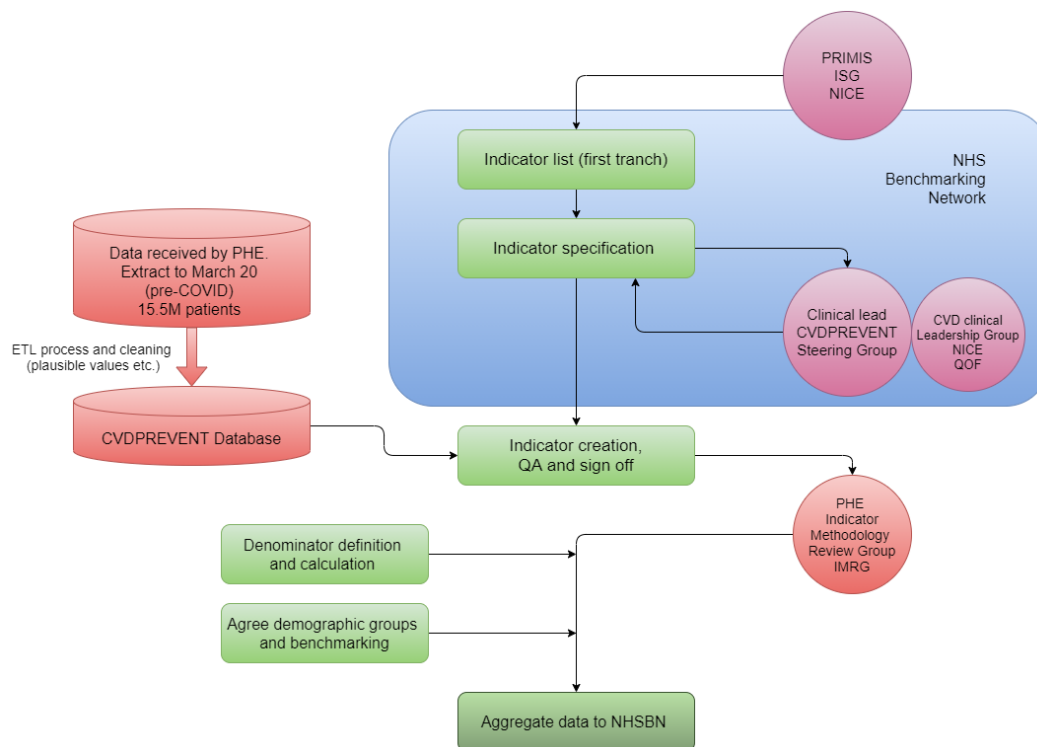 PRIMIS
ISG
NICE
NHS
Benchmarking
Network
Indicator list (first tranch)
Indicator specification
Data received by PHE.
Extract to March 20
(pre-COVID)
15.5M patients
Clinical lead
CVDPREVENT
Steering Group
CVD clinical
Leadership Group
NICE
QOF
ETL process and cleaning
(plausible values etc.)
CVDPREVENT Database
Indicator creation,
QA and sign off
PHE
Indicator
Methodology
Review Group
IMRG
Denominator definition
and calculation
Agree demographic groups
and benchmarking
Aggregate data to NHSBN